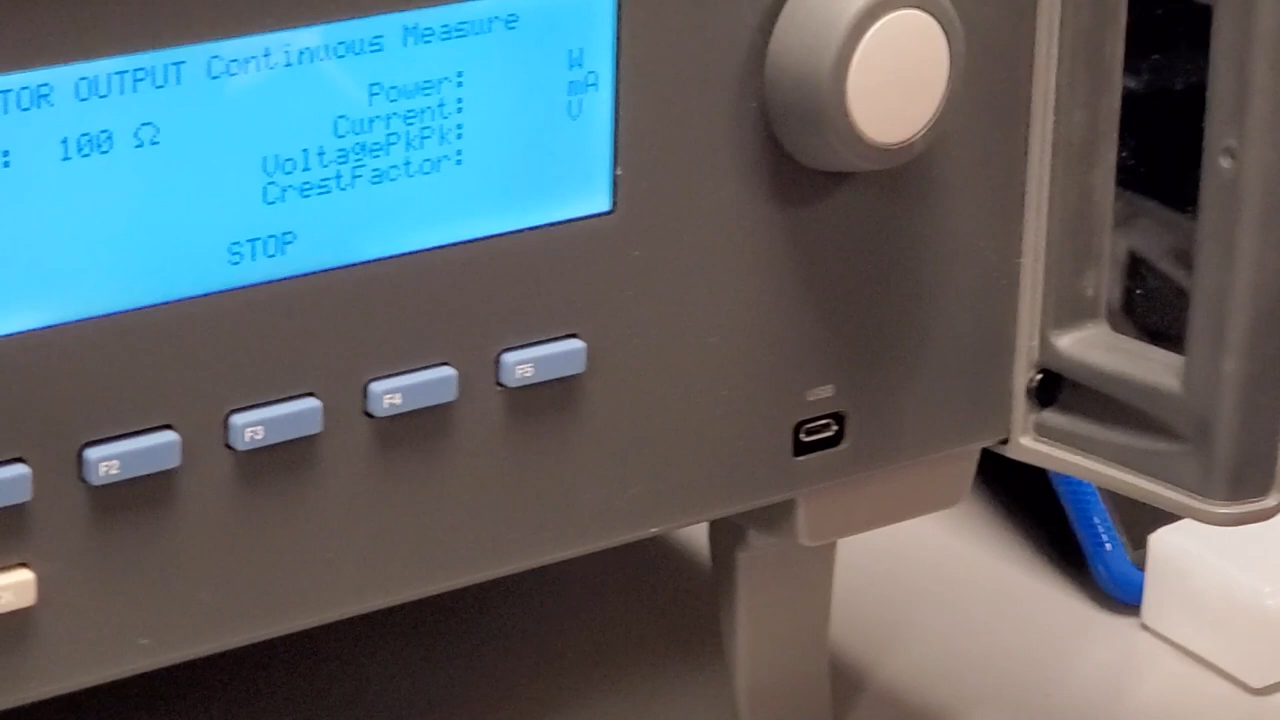 TOR OUTPUT Continuous Measure
: 100 Ω
Power: W
Current: mA
VoltagePkPk: V
CrestFactor:
STOP
F2
F3
F4
F5
USB